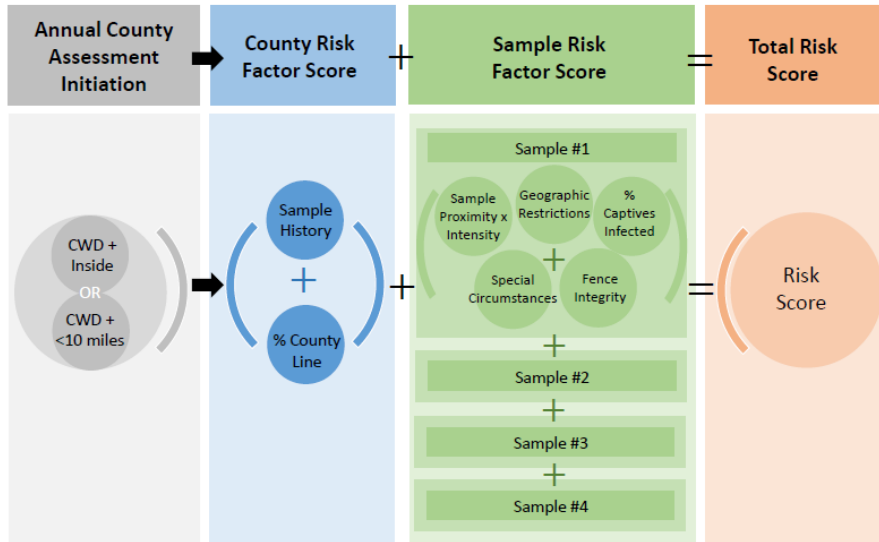 Annual County
Assessment
Initiation
County Risk
Factor Score
+
Sample Risk
Factor Score
=
Total Risk
Score
CWD +
Inside
OR
CWD +
<10 miles
Sample
History
+
% County
Line
+
Sample #1
Sample
Proximity x
Intensity
Geographic
Restrictions
%
Captives
Infected
+
Special
Circumstances
Fence
Integrity
+
Sample #2
+
Sample #3
+
Sample #4
=
Risk
Score